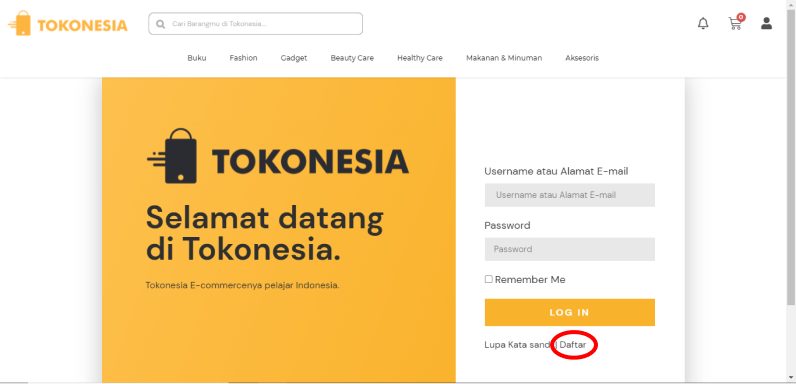 TOKONESIA
Cari Barangmu di Tokonesia...
0
Buku Fashion Gadget Beauty Care Healthy Care Makanan & Minuman Aksesoris
TOKONESIA
Selamat datang
di Tokonesia.
Tokonesia E-commercenya pelajar Indonesia.
Username atau Alamat E-mail
Username atau Alamat E-mail
Password
Password
Remember Me
LOG IN
Lupa Kata sandi | Daftar